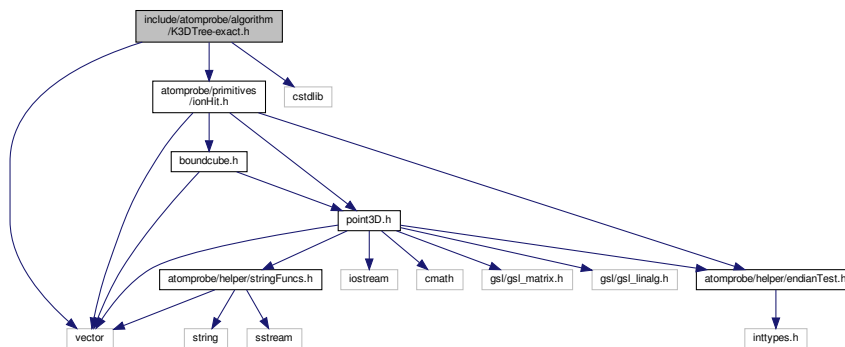 include/atomprobe/algorithm
/K3DTree-exact.h
atomprobe/primitives
/ionHit.h
cstdlib
boundcube.h
point3D.h
atomprobe/helper/stringFuncs.h
iostream
cmath
gsl/gsl_matrix.h
gsl/gsl_linalg.h
atomprobe/helper/endianTest.h
vector
string
sstream
inttypes.h